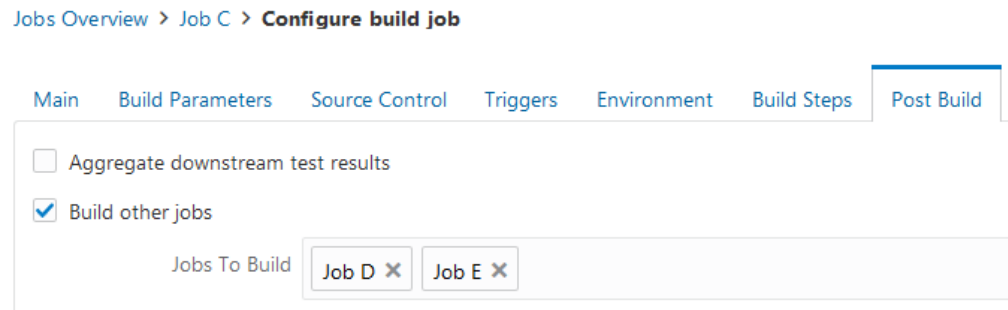 Jobs Overview > Job C > Configure build job
Main Build Parameters Source Control Triggers Environment Build Steps Post Build
Aggregate downstream test results
Build other jobs
Jobs To Build Job D × Job E ×